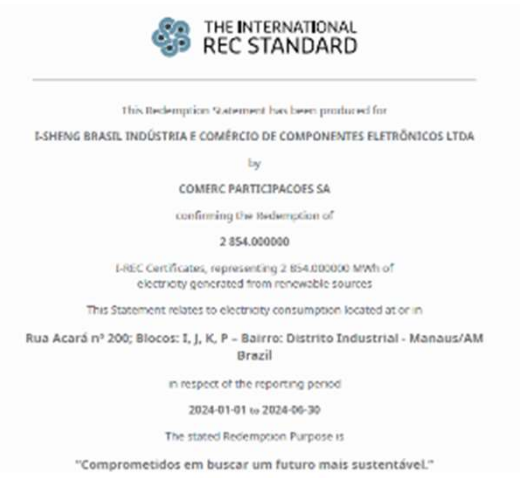 THE INTERNATIONAL
REC STANDARD
This Redemption Statement has been produced for
I-SHENG BRASIL INDÚSTRIA E COMÉRCIO DE COMPONENTES ELETRÔNICOS LTDA
by
COMERC PARTICIPACOES SA
confirming the Redemption of
2 854.000000
I-REC Certificates, representing 2 854.000000 MWh of
electricity generated from renewable sources
This Statement relates to electricity consumption located at or in
Rua Acará nº 200; Blocos: I, J, K, P – Bairro: Distrito Industrial - Manaus/AM
Brazil
in respect of the reporting period
2024-01-01 to 2024-06-30
The stated Redemption Purpose is
"Comprometidos em buscar um futuro mais sustentável."